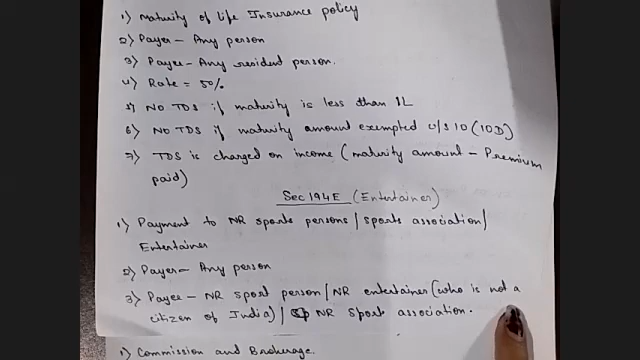 1) Maturity of life Insurance policy
2) Payer - Any person
3) Payee - Any resident person.
4) Rate = 5%
5) NO TDS if maturity is less than 1L
6) NO TDS if maturity amount exempted U/S 10(10D)
7) TDS is charged on income (maturity amount - Premium
paid)
Sec 194E (Entertainer)
1) Payment to NR sports persons / sports association /
Entertainer
2) Payer - Any person
3) Payee - NR sport person / NR entertainer (who is not a
citizen of India) / NR Sport association.
1) Commission and Brokerage.